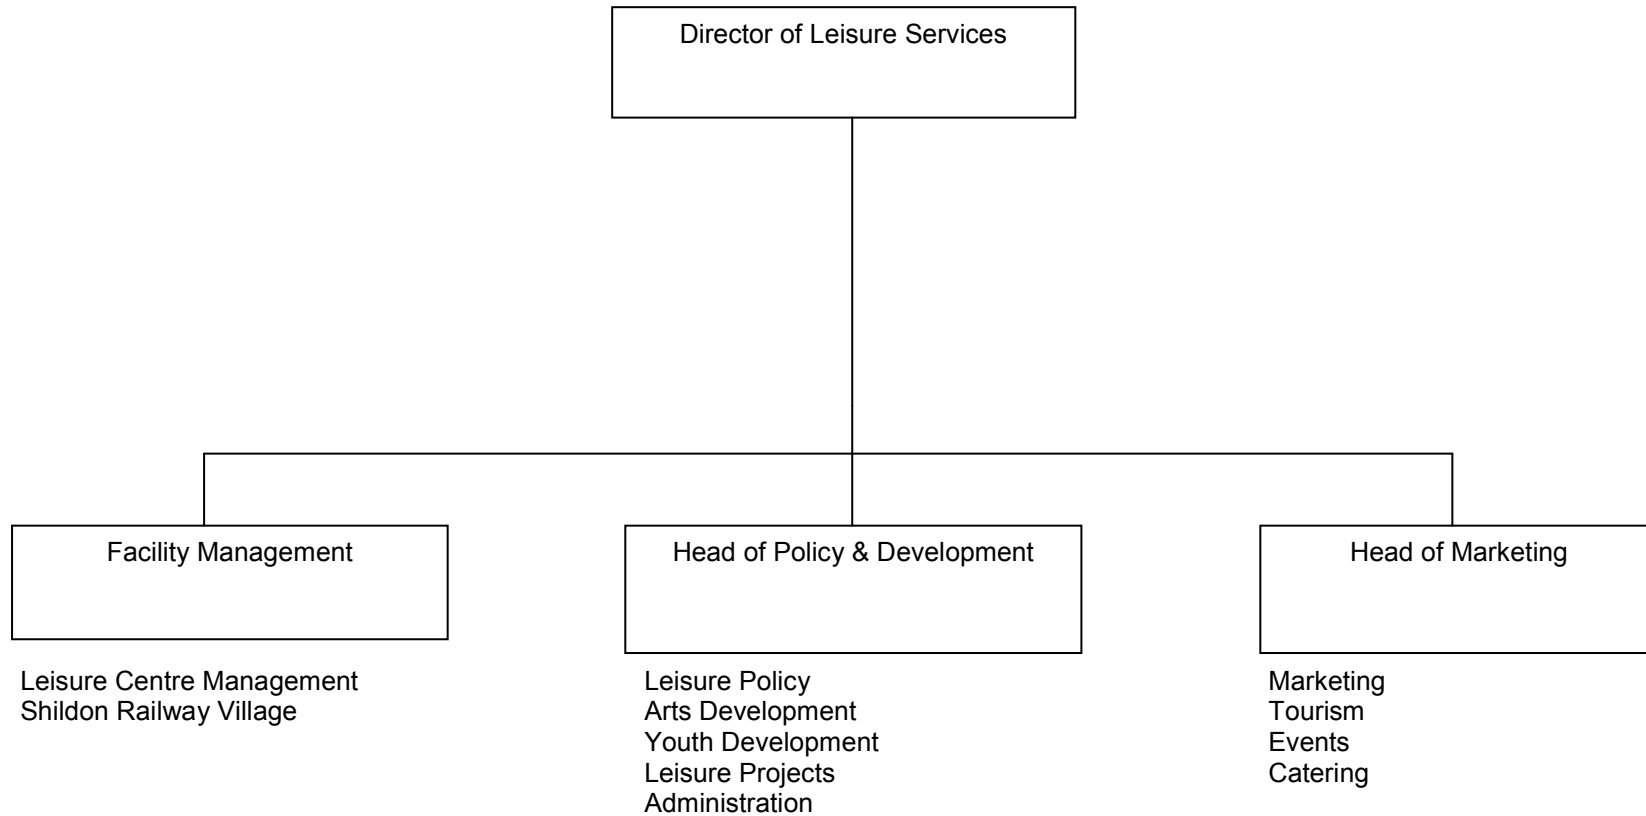 Director of Leisure Services
Facility Management
Leisure Centre Management
Shildon Railway Village
Head of Policy & Development
Leisure Policy
Arts Development
Youth Development
Leisure Projects
Administration
Head of Marketing
Marketing
Tourism
Events
Catering